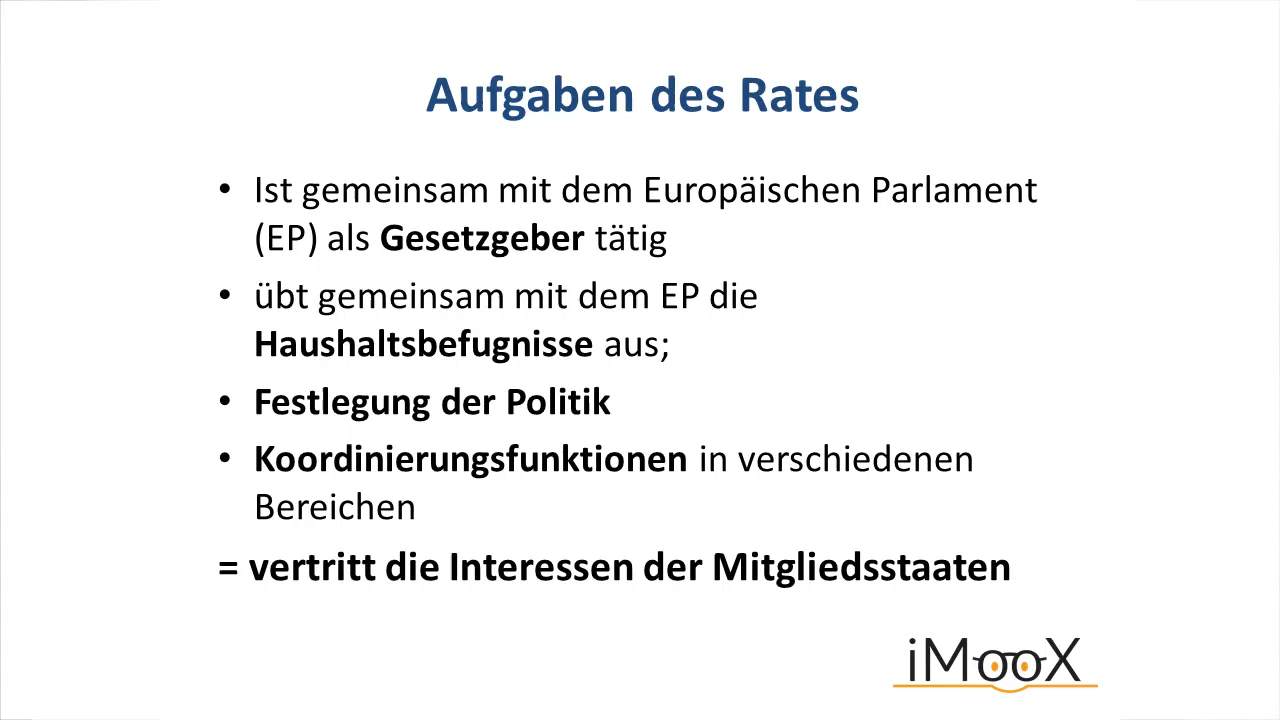 Aufgaben des Rates
• Ist gemeinsam mit dem Europäischen Parlament
(EP) als Gesetzgeber tätig
• übt gemeinsam mit dem EP die
Haushaltsbefugnisse aus;
• Festlegung der Politik
• Koordinierungsfunktionen in verschiedenen
Bereichen
= vertritt die Interessen der Mitgliedsstaaten
iMooX